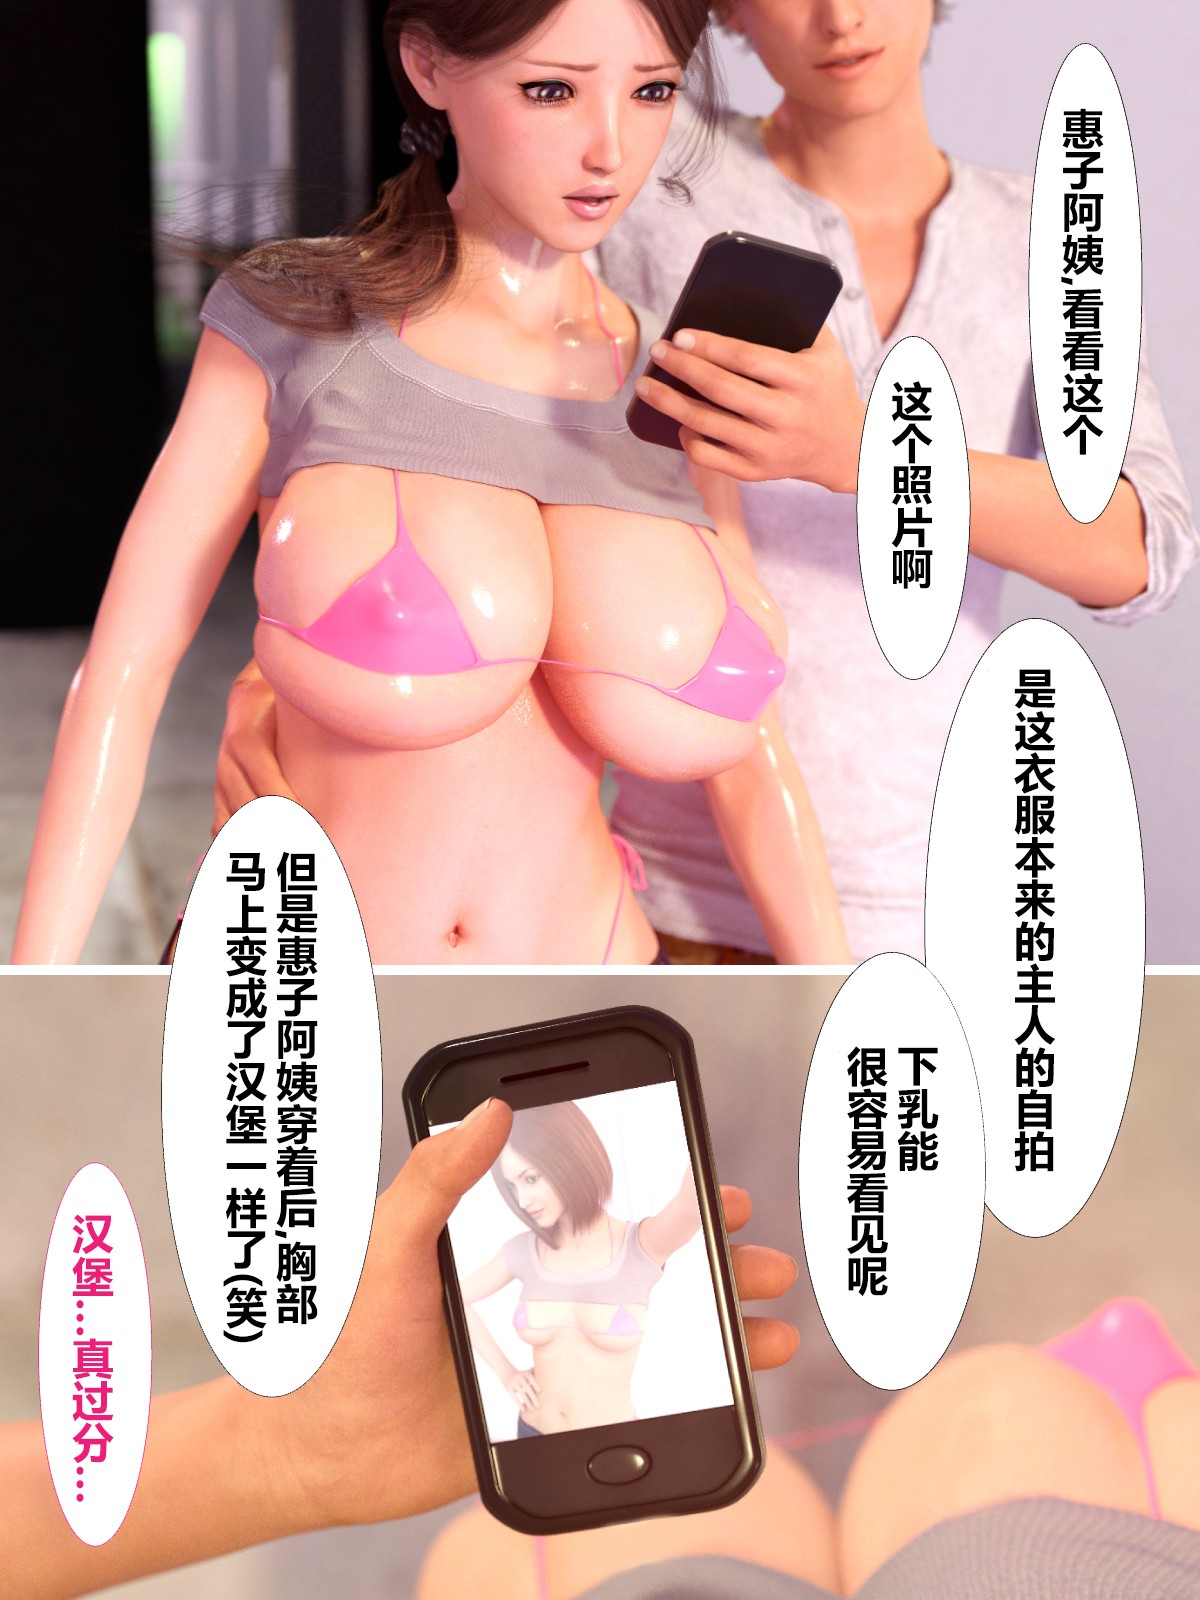 惠子阿姨,看看这个
这个照片啊
是这衣服本来的主人的自拍
下乳能
很容易看见呢
但是惠子阿姨穿着后,胸部
马上变成了汉堡一样了(笑)
汉堡…真过分…